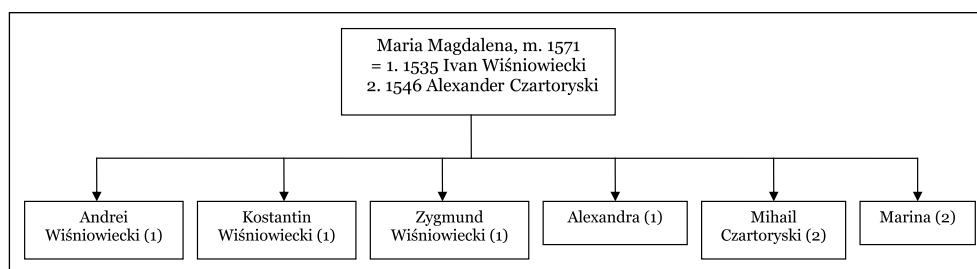 Maria Magdalena, m. 1571
= 1. 1535 Ivan Wiśniowiecki
2. 1546 Alexander Czartoryski
Andrei
Wiśniowiecki (1)
Kostantin
Wiśniowiecki (1)
Zygmund
Wiśniowiecki (1)
Alexandra (1)
Mihail
Czartoryski (2)
Marina (2)